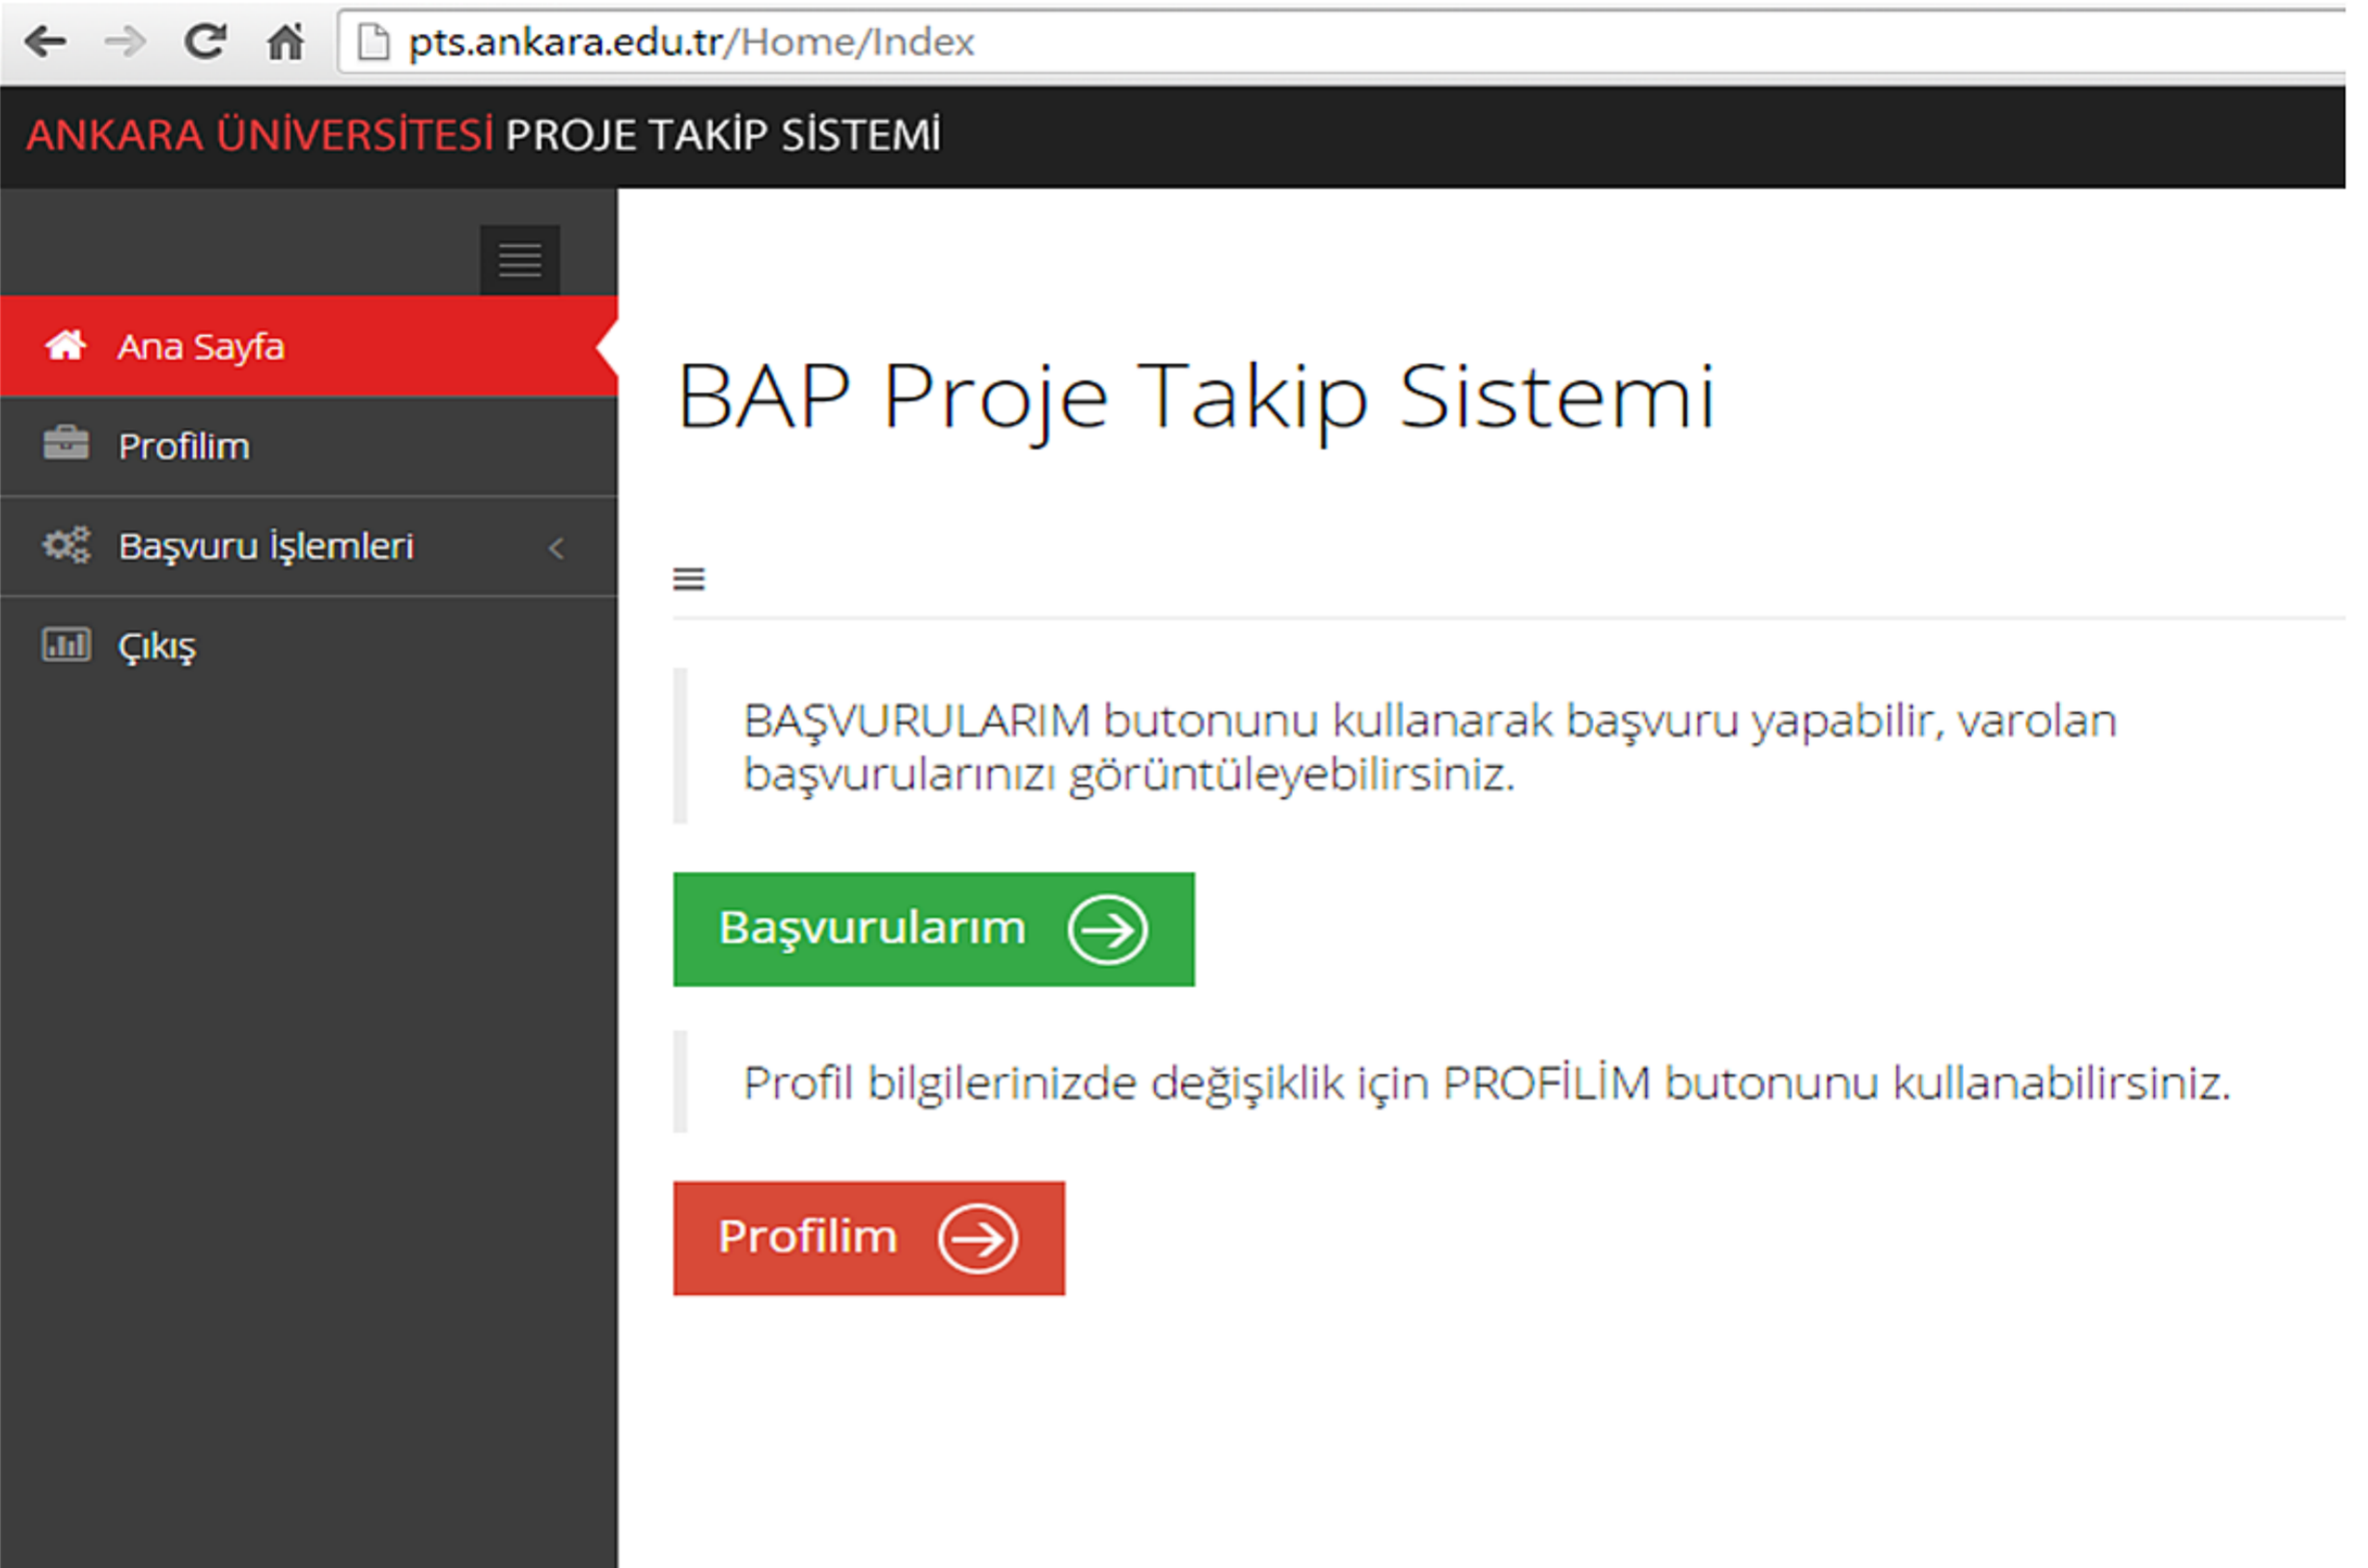 pts.ankara.edu.tr/Home/Index
ANKARA ÜNİVERSİTESİ PROJE TAKİP SİSTEMİ
Ana Sayfa
Profilim
Başvuru İşlemleri
Çıkış
BAP Proje Takip Sistemi
BAŞVURULARIM butonunu kullanarak başvuru yapabilir, varolan
başvurularınızı görüntüleyebilirsiniz.
Başvurularım
Profil bilgilerinizde değişiklik için PROFİLİM butonunu kullanabilirsiniz.
Profilim